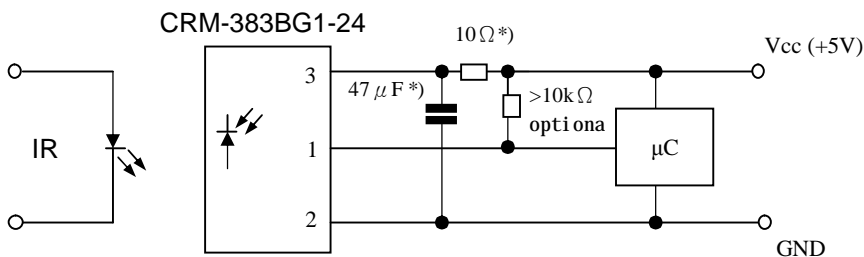 CRM-383BG1-24
10Ω*)
Vcc (+5V)
3
47μF*)
>10kΩ
optiona
IR
1
μC
2
GND